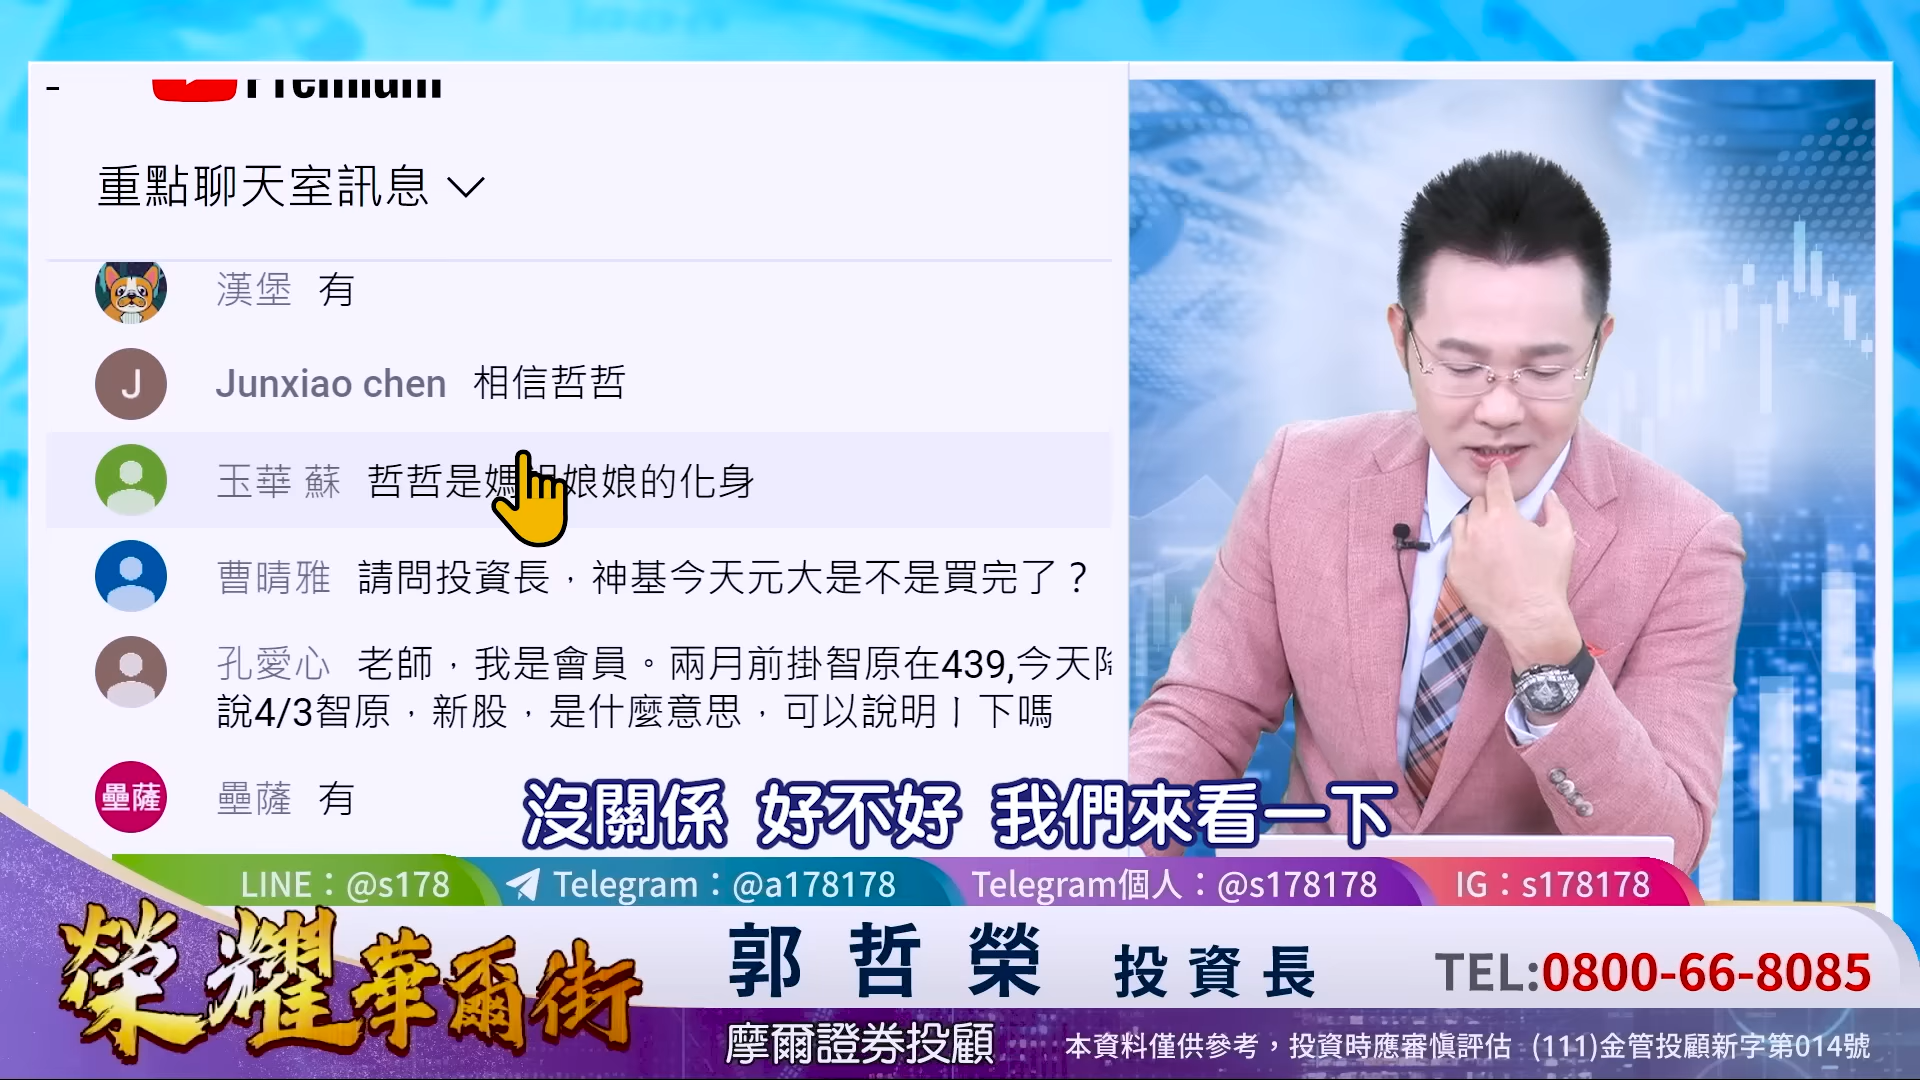 Premium
重點聊天室訊息
漢堡 有
J Junxiao chen 相信哲哲
玉華 蘇 哲哲是媽 娘娘的化身
曹晴雅 請問投資長，神基今天元大是不是買完了？
孔愛心 老師，我是會員。兩月前掛智原在439,今天
說4/3智原，新股，是什麼意思，可以說明丨下嗎
壘薩 壘薩 有
沒關係 好不好 我們來看一下
LINE：@s178 Telegram：@a178178 Telegram個人：@s178178 IG：s178178
榮耀華爾街
郭哲榮 投資長 TEL:0800-66-8085
摩爾證券投顧 本資料僅供參考，投資時應審慎評估 (111)金管投顧新字第014號